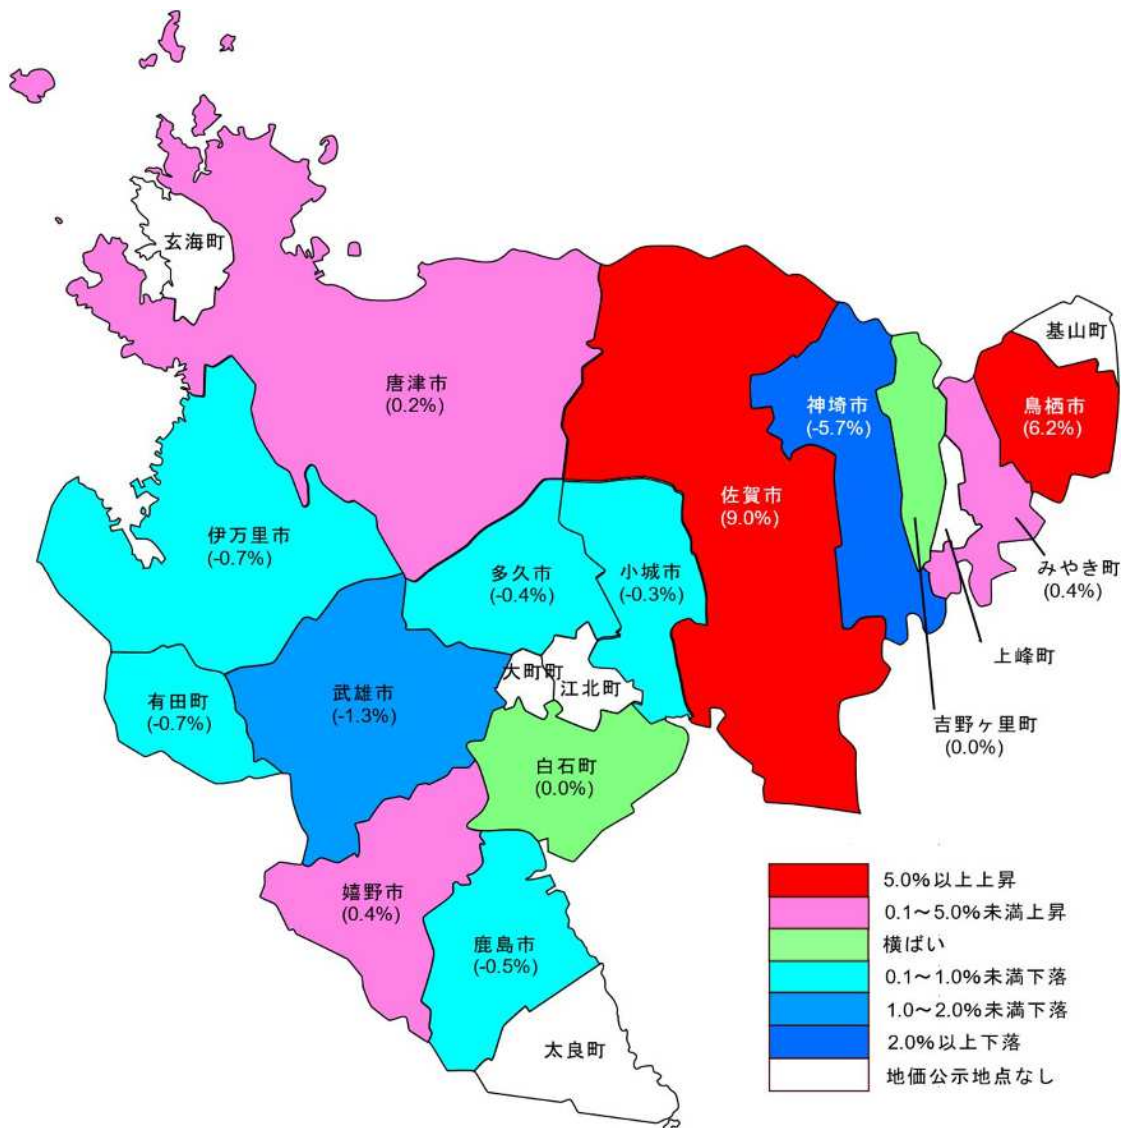 玄海町
基山町
唐津市
(0.2%)
神埼市
(-5.7%)
鳥栖市
(6.2%)
佐賀市
(9.0%)
伊万里市
(-0.7%)
多久市
(-0.4%)
小城市
(-0.3%)
みやき町
(0.4%)
上峰町
大町町
江北町
有田町
(-0.7%)
武雄市
(-1.3%)
吉野ヶ里町
(0.0%)
白石町
(0.0%)
嬉野市
(0.4%)
鹿島市
(-0.5%)
太良町
5.0%以上上昇
0.1～5.0%未満上昇
横ばい
0.1～1.0%未満下落
1.0～2.0%未満下落
2.0%以上下落
地価公示地点なし